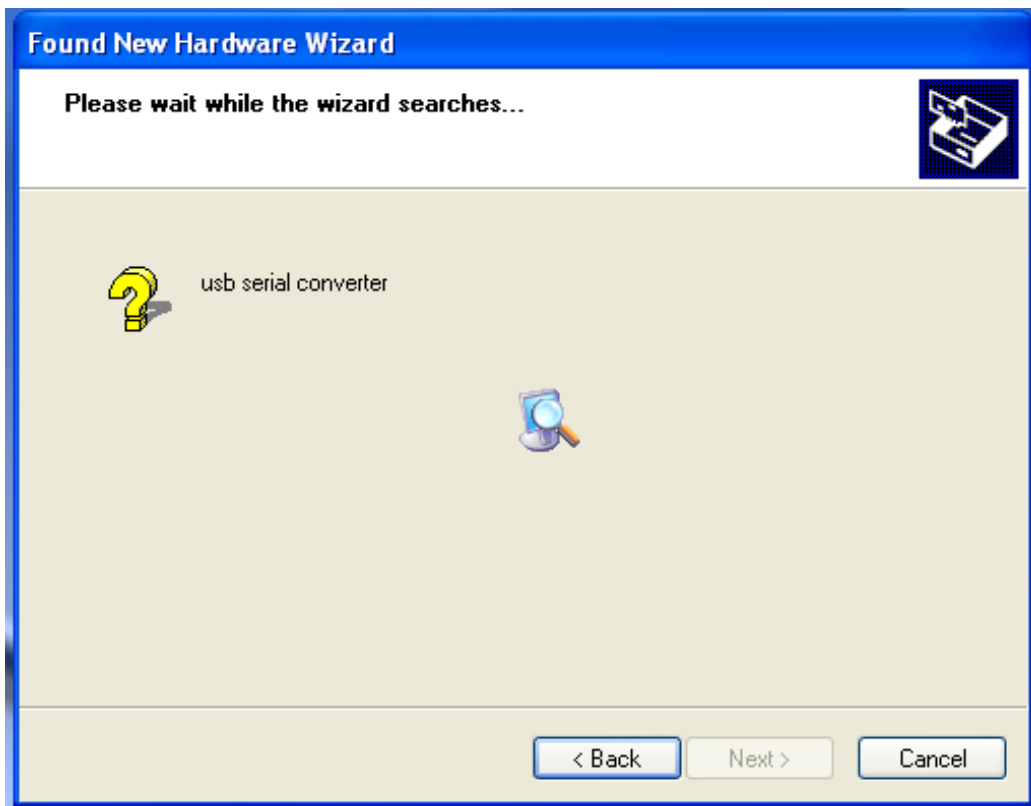 Found New Hardware Wizard
Please wait while the wizard searches...
usb serial converter
< Back
Next >
Cancel